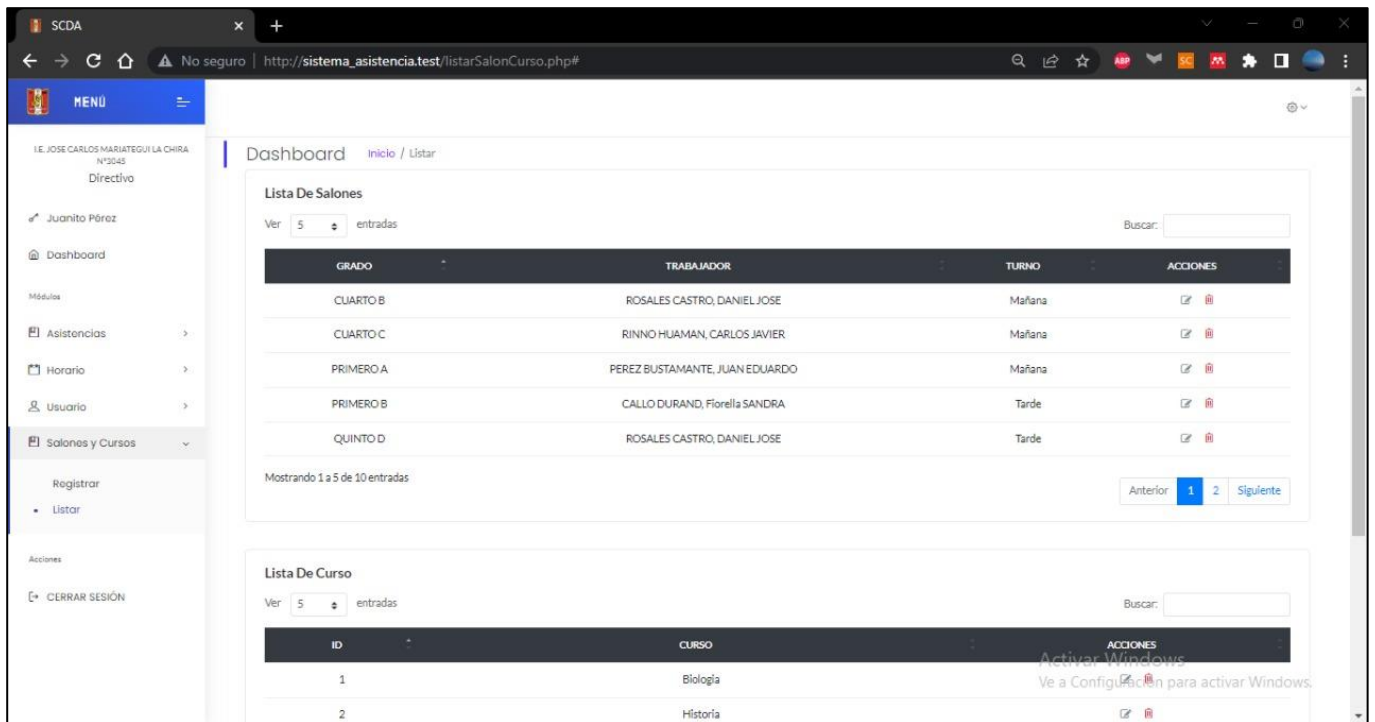 SCDA
No seguro | http://sistema_asistencia.test/listarSalonCurso.php#
ABP
SC
MENÚ
I.E. JOSE CARLOS MARIATEGUI LA CHIRA
N°2045
Directivo
Juanito Pérez
Dashboard
Módulos
Asistencias
Horario
Usuario
Salones y Cursos
Registrar
Listar
Acciones
CERRAR SESIÓN
Dashboard Inicio / Listar
Lista De Salones
Ver 5 entradas Buscar:
GRADO TRABAJADOR TURNO ACCIONES
CUARTO B ROSALES CASTRO, DANIEL JOSE Mañana
CUARTO C RINNO HUAMAN, CARLOS JAVIER Mañana
PRIMERO A PEREZ BUSTAMANTE, JUAN EDUARDO Mañana
PRIMERO B CALLO DURAND, Fiorella SANDRA Tarde
QUINTO D ROSALES CASTRO, DANIEL JOSE Tarde
Mostrando 1 a 5 de 10 entradas
Anterior 1 2 Siguiente
Lista De Curso
Ver 5 entradas Buscar:
ID CURSO ACCIONES
1 Biologia
2 Historia
Activar Windows
Ve a Configuración para activar Windows.